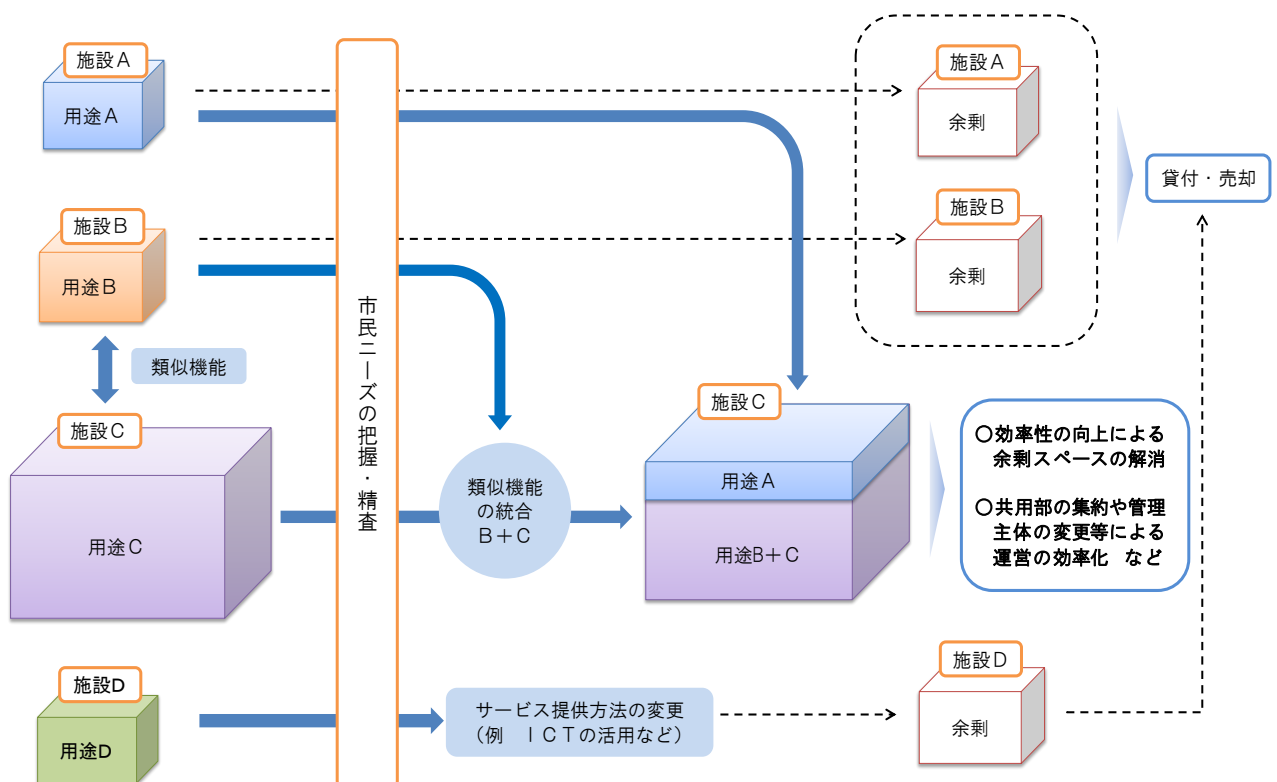 施設A
用途A
施設B
用途B
類似機能
施設C
用途C
施設D
用途D
市民ニーズの把握・精査
類似機能
の統合
B+C
サービス提供方法の変更
(例　ICTの活用など)
施設C
用途A
用途B+C
施設A
余剰
施設B
余剰
貸付・売却
○効率性の向上による
余剰スペースの解消
○共用部の集約や管理
主体の変更等による
運営の効率化　など
施設D
余剰